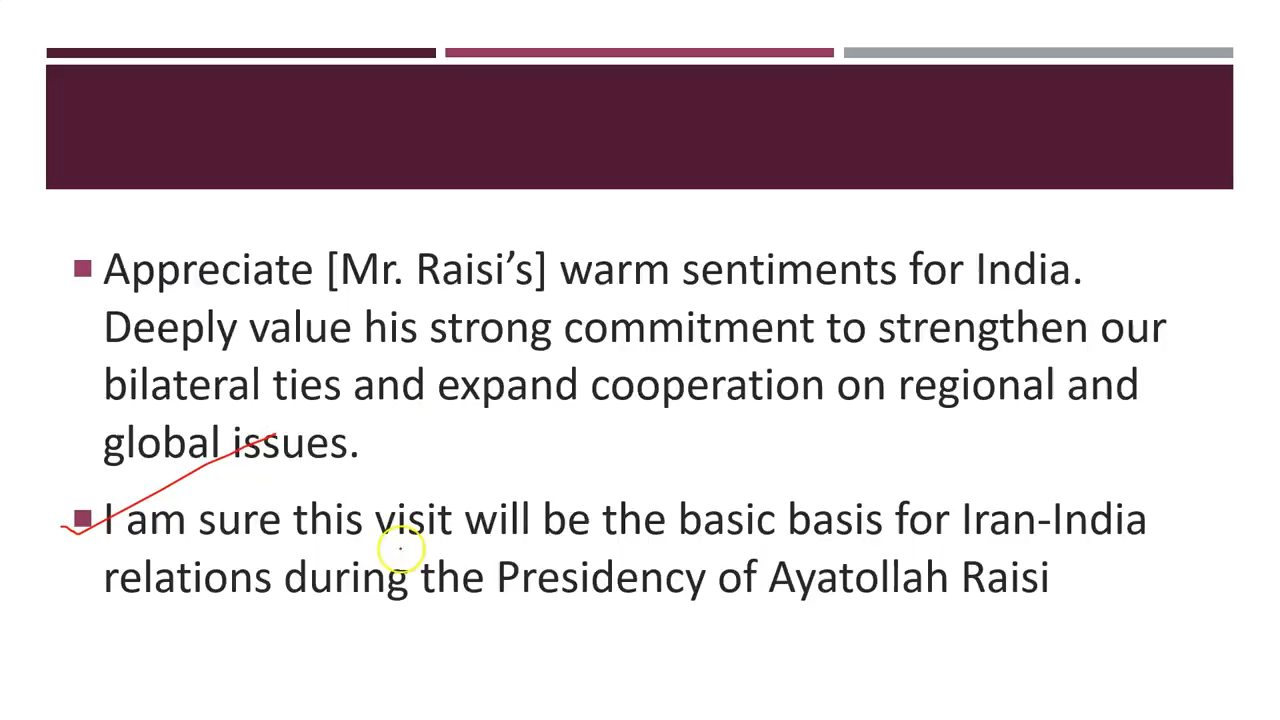 Appreciate [Mr. Raisi’s] warm sentiments for India.
Deeply value his strong commitment to strengthen our
bilateral ties and expand cooperation on regional and
global issues.
I am sure this visit will be the basic basis for Iran-India
relations during the Presidency of Ayatollah Raisi